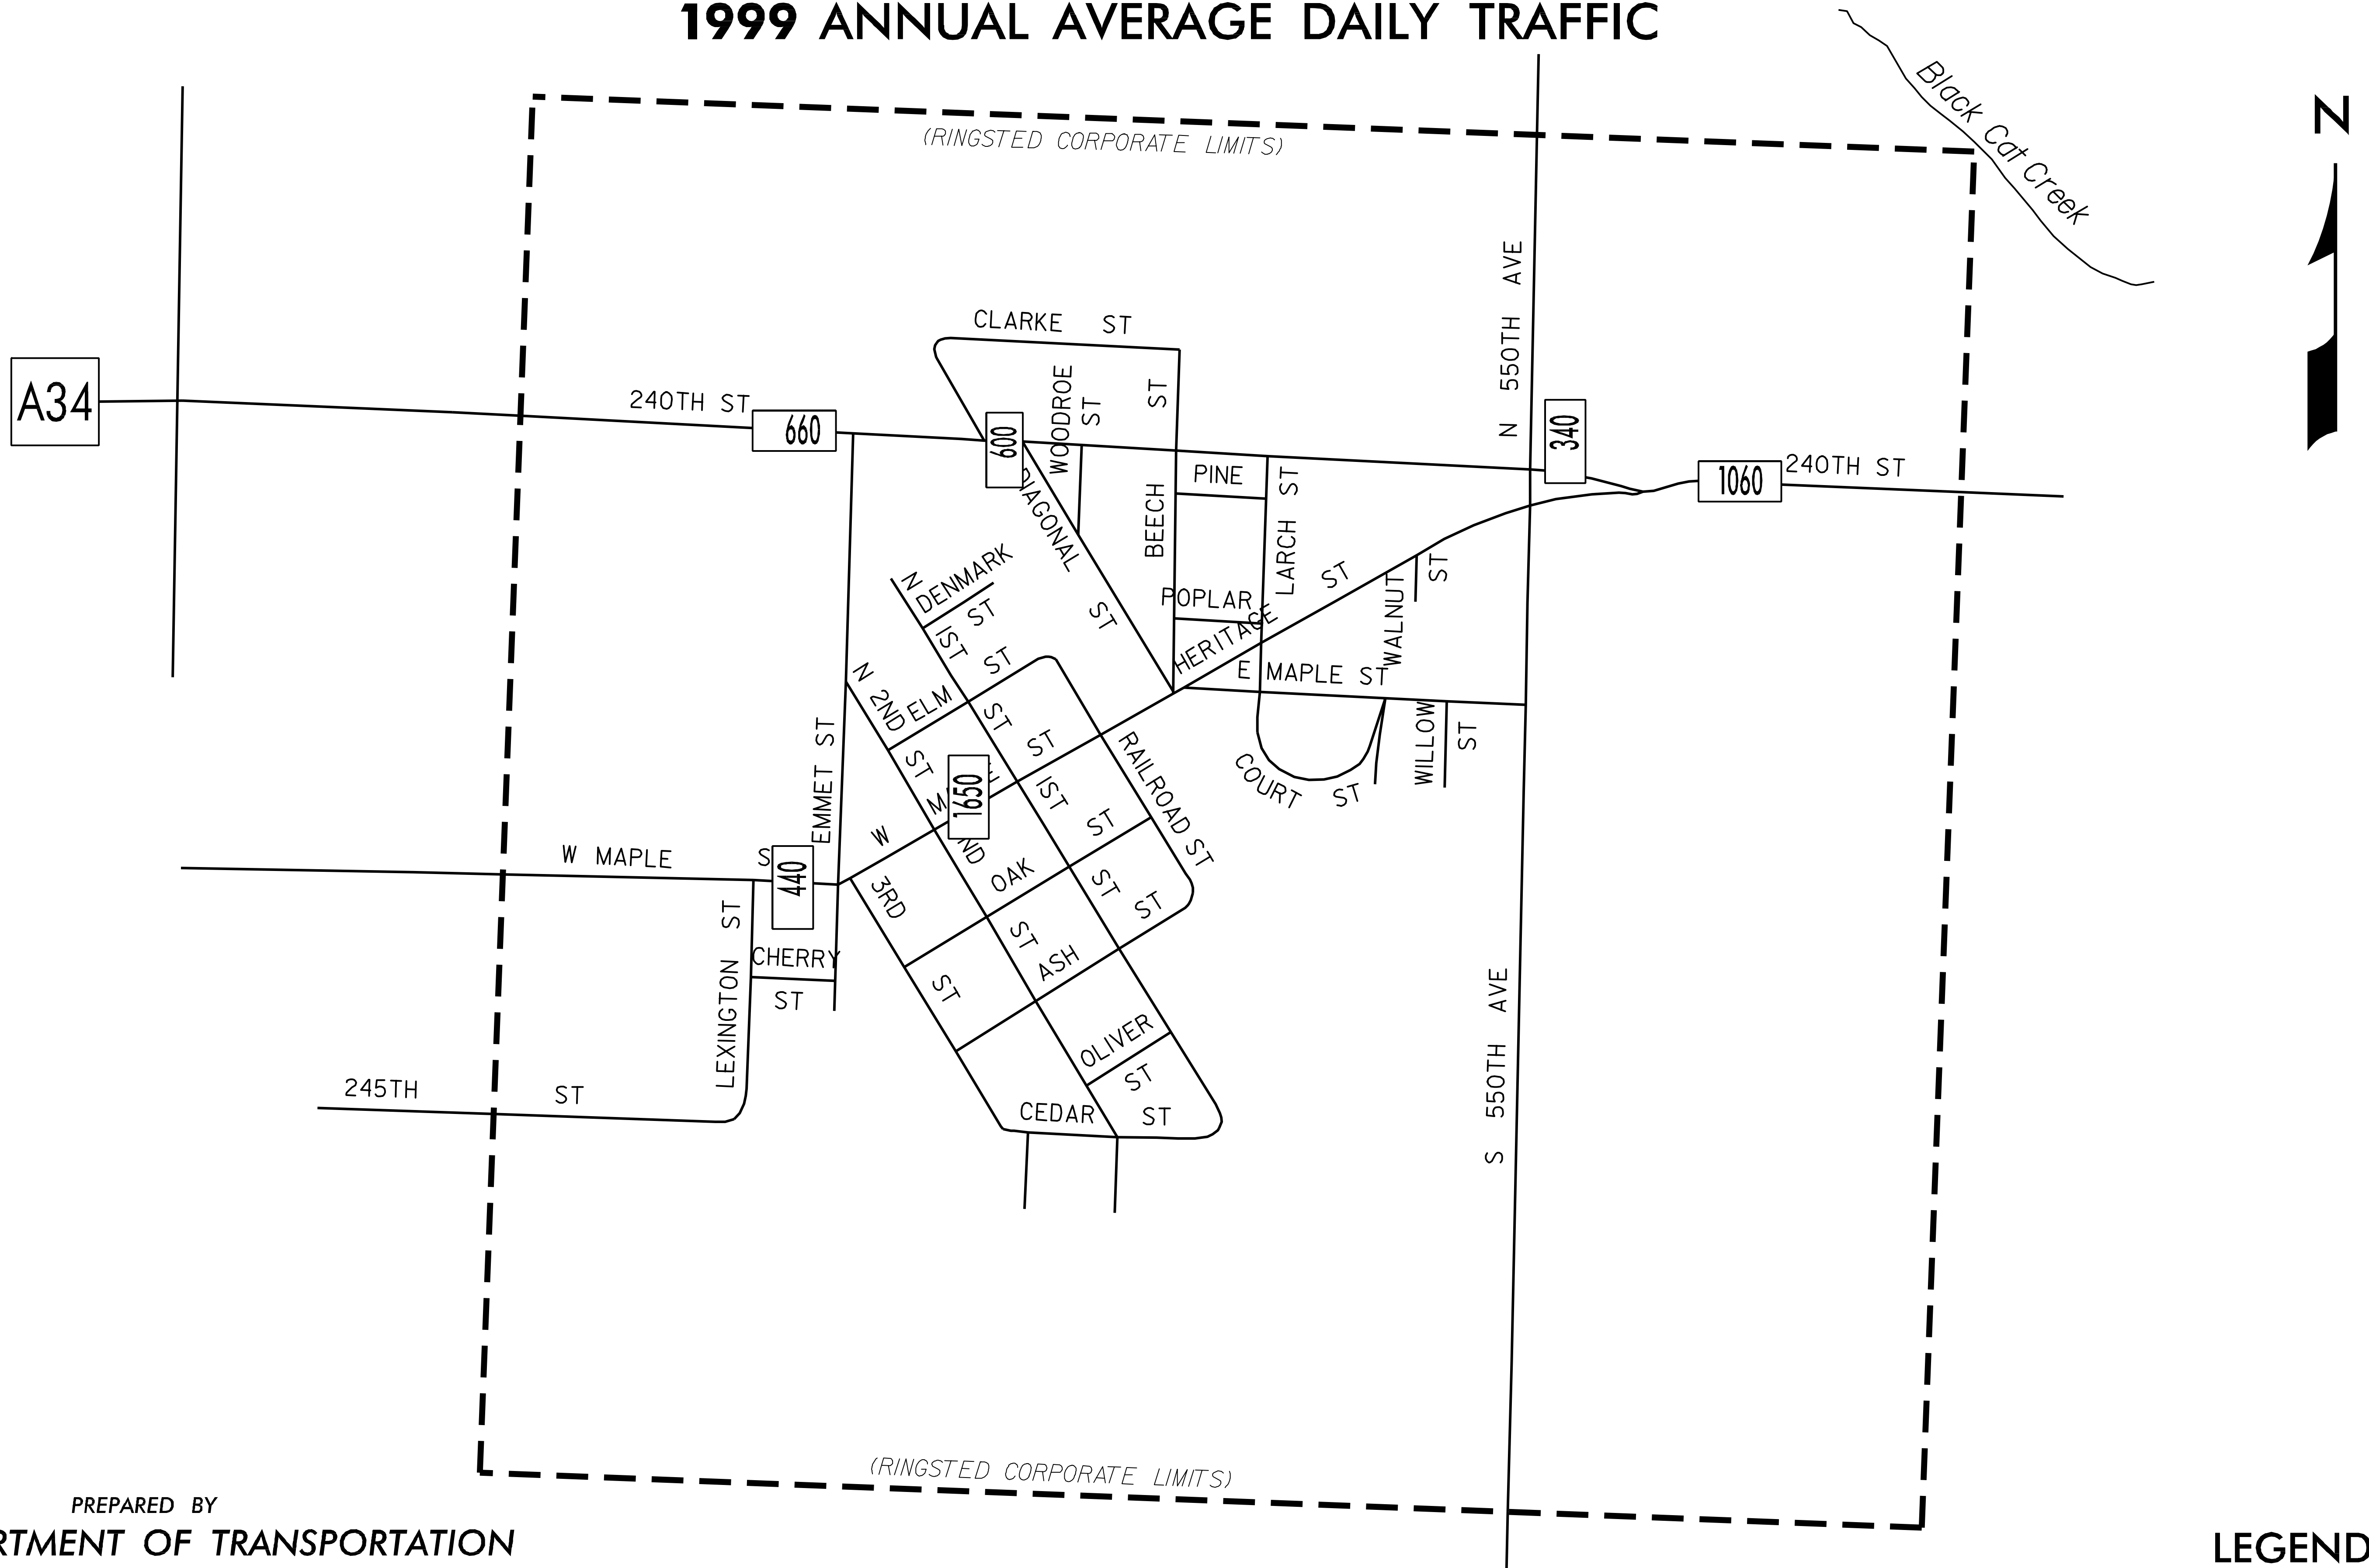 1999 ANNUAL AVERAGE DAILY TRAFFIC
Black Cat Creek
N
(RINGSTED CORPORATE LIMITS)
N 550TH AVE
CLARKE ST
A34
240TH ST
660
600
WOODROE ST
BEECH ST
340
1060
240TH ST
PINE
LARCH ST
DIAGONAL ST
N 1ST ST
DENMARK ST
POPLAR
HERITAGE ST
WALNUT ST
E MAPLE ST
N 2ND ST
ELM ST
EMMET ST
WILLOW ST
COURT ST
RAILROAD ST
1650
W
ST
1ST ST
W MAPLE
440
3RD ST
ND ST
OAK ST
LEXINGTON ST
CHERRY ST
ASH ST
S 550TH AVE
OLIVER ST
245TH ST
CEDAR ST
(RINGSTED CORPORATE LIMITS)
PREPARED BY
RTMENT OF TRANSPORTATION
LEGEND